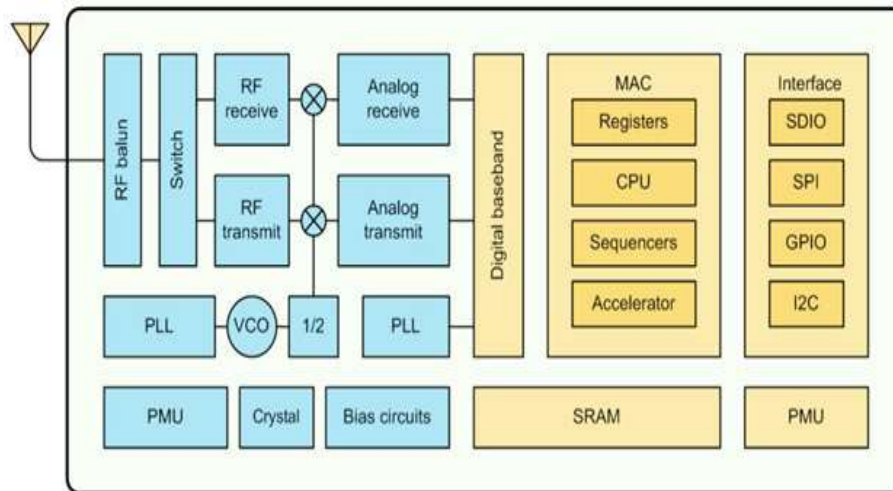 RF balun
Switch
RF
receive
Analog
receive
RF
transmit
Analog
transmit
PLL
VCO
1/2
PLL
Digital baseband
MAC
Registers
CPU
Sequencers
Accelerator
Interface
SDIO
SPI
GPIO
I2C
PMU
Crystal
Bias circuits
SRAM
PMU